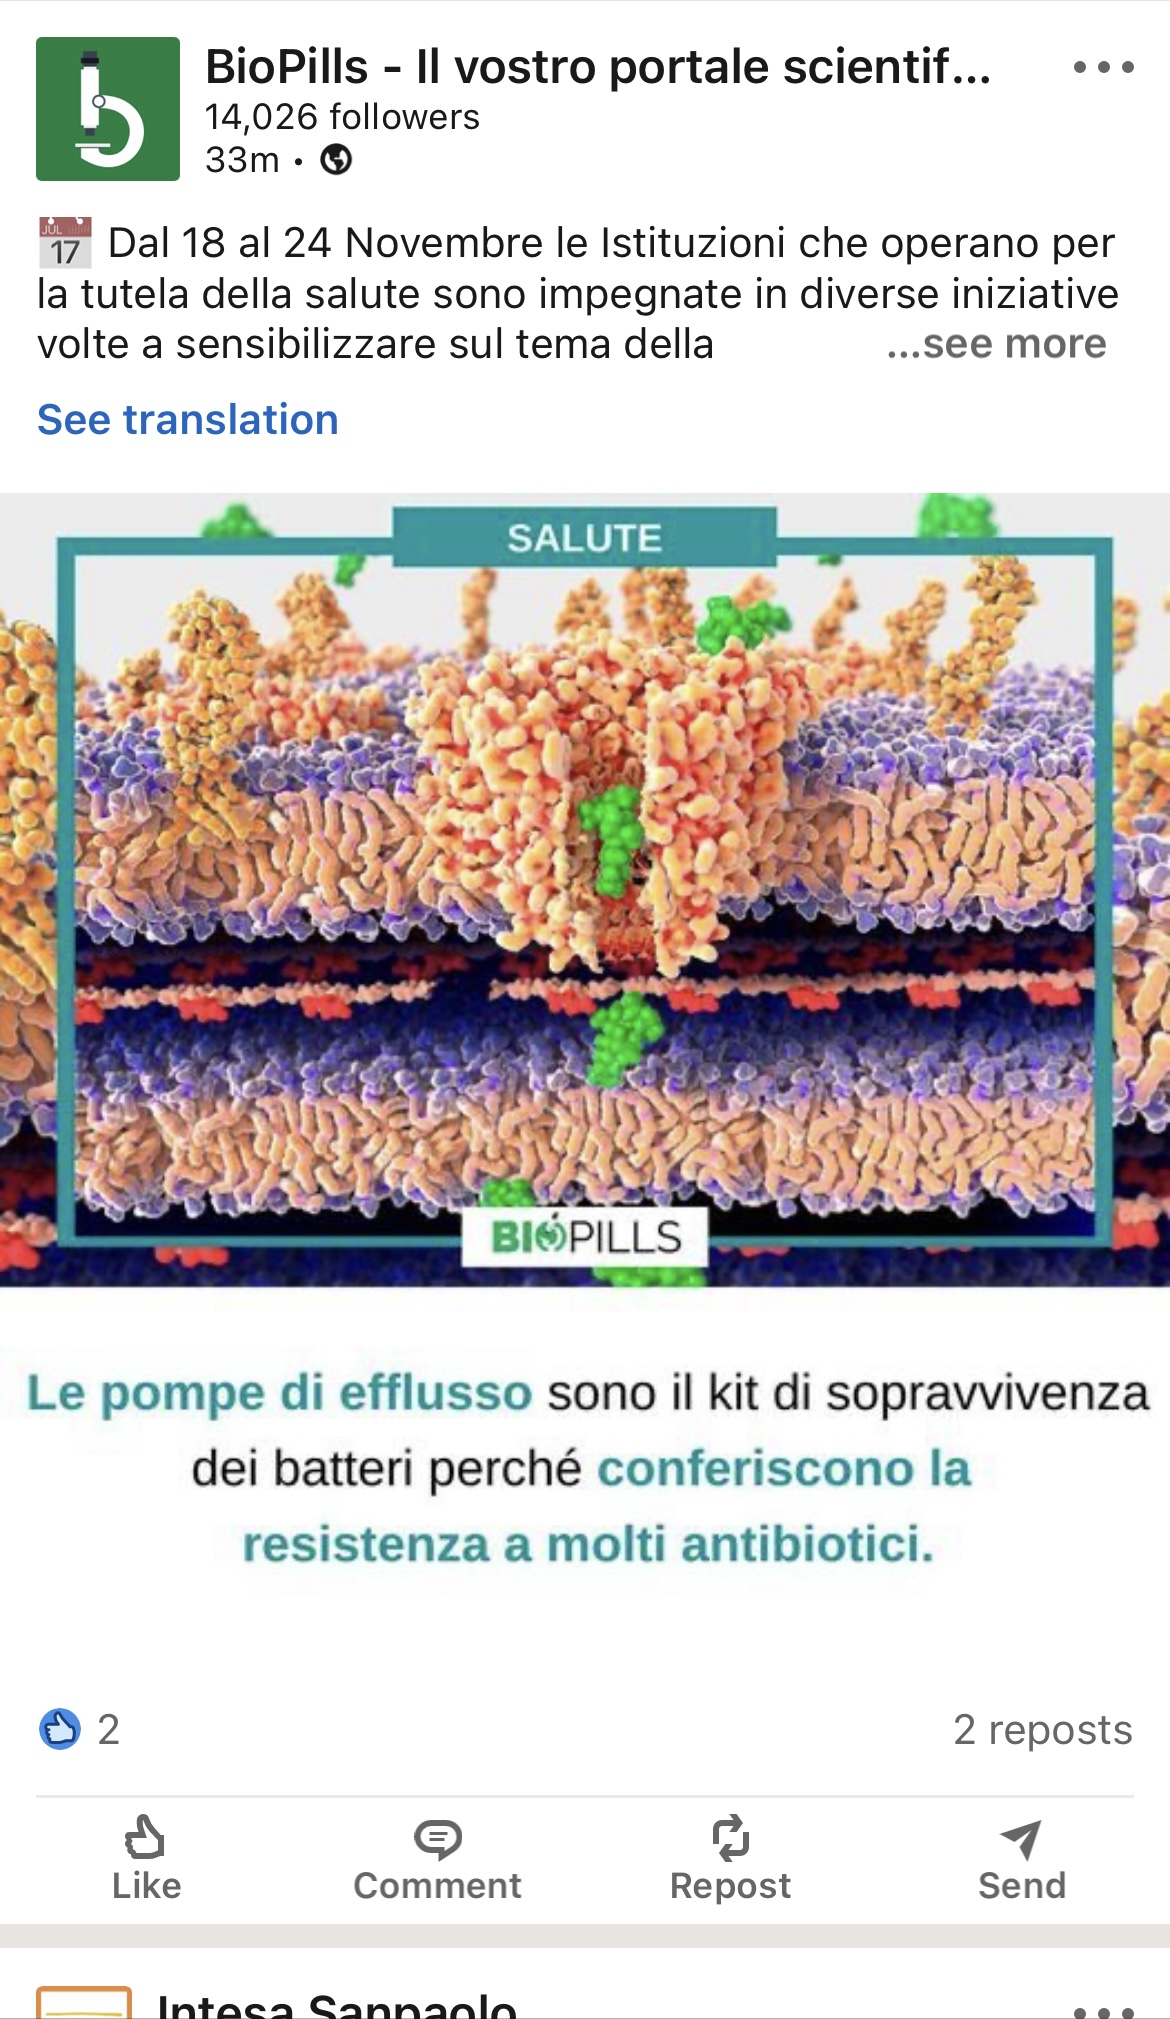 BioPills - Il vostro portale scientif...
14,026 followers
33m •
JUL
17
Dal 18 al 24 Novembre le Istituzioni che operano per
la tutela della salute sono impegnate in diverse iniziative
volte a sensibilizzare sul tema della ...see more
See translation
SALUTE
BIOPILLS
Le pompe di efflusso sono il kit di sopravvivenza
dei batteri perché conferiscono la
resistenza a molti antibiotici.
2
2 reposts
Like
Comment
Repost
Send
Intesa Sanpaolo